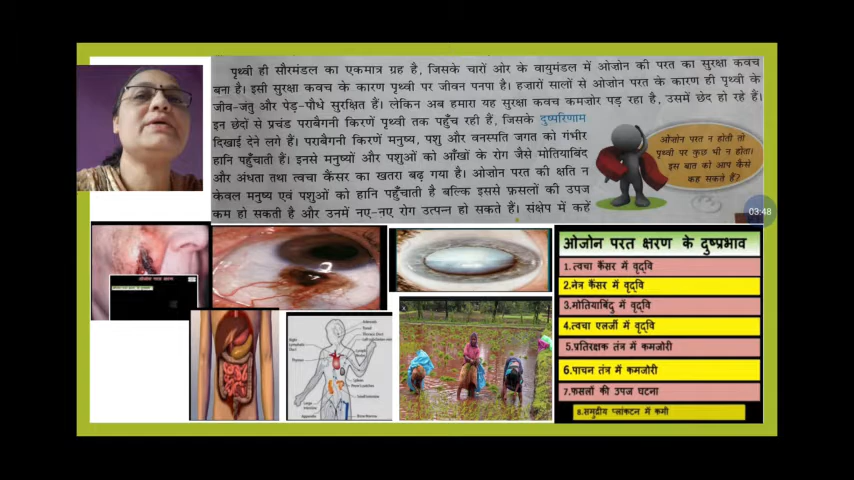 पृथ्वी ही सौरमंडल का एकमात्र ग्रह है, जिसके चारों ओर के वायुमंडल में ओज़ोन की परत का सुरक्षा कवच
बना है। इसी सुरक्षा कवच के कारण पृथ्वी पर जीवन पनपा है। हजारों सालों से ओज़ोन परत के कारण ही पृथ्वी के
जीव-जंतु और पेड़-पौधे सुरक्षित हैं। लेकिन अब हमारा यह सुरक्षा कवच कमज़ोर पड़ रहा है, उसमें छेद हो रहे हैं।
इन छेदों से प्रचंड पराबैगनी किरणें पृथ्वी तक पहुँच रही हैं, जिसके दुष्परिणाम
दिखाई देने लगे हैं। पराबैगनी किरणें मनुष्य, पशु और वनस्पति जगत को गंभीर
हानि पहुँचाती हैं। इनसे मनुष्यों और पशुओं को आँखों के रोग जैसे मोतियाबिंद
और अंधता तथा त्वचा कैंसर का खतरा बढ़ गया है। ओज़ोन परत की क्षति न
केवल मनुष्य एवं पशुओं को हानि पहुँचाती है बल्कि इससे फ़सलों की उपज
कम हो सकती है और उनमें नए-नए रोग उत्पन्न हो सकते हैं। संक्षेप में कहें
ओज़ोन परत न होती तो
पृथ्वी पर कुछ भी न होता।
इस बात को आप कैसे
कह सकते हैं?
03:48
ओजोन परत क्षरण के दुष्प्रभाव
1.त्वचा कैंसर में वृद्वि
2.नेत्र कैंसर में वृद्वि
3.मोतियाबिंदु में वृद्वि
4.त्वचा एलर्जी में वृद्वि
5.प्रतिरक्षक तंत्र में कमजोरी
6.पाचन तंत्र में कमजोरी
7.फसलों की उपज घटना
8.समुद्रीय प्लांकटन में कमी